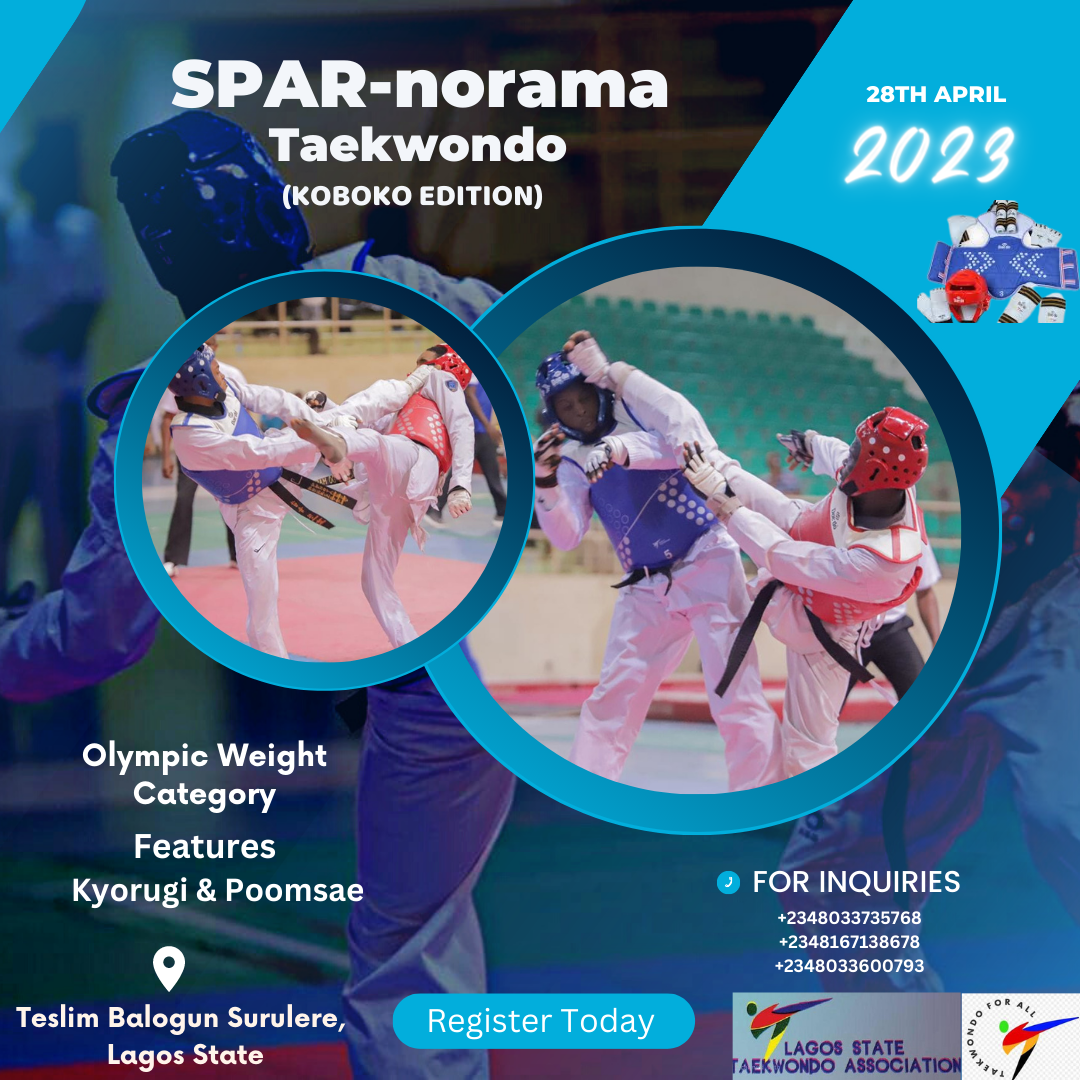 SPAR-norama
Taekwondo
(KOBOKO EDITION)
28TH APRIL
2023
Olympic Weight
Category
Features
Kyorugi & Poomsae
Teslim Balogun Surulere,
Lagos State
Register Today
FOR INQUIRIES
+2348033735768
+2348167138678
+2348033600793
LAGOS STATE
TAEKWONDO ASSOCIATION
TAEKWONDO FOR ALL